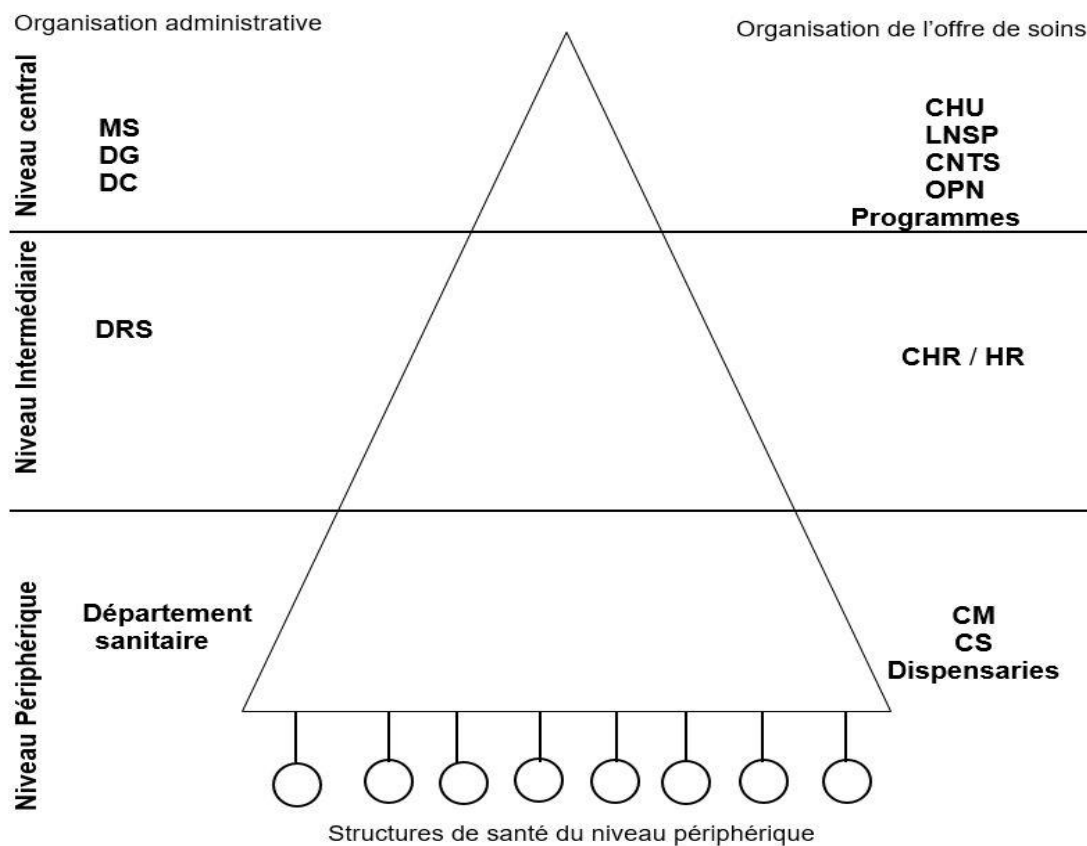 Organisation administrative
Organisation de l'offre de soins
Niveau central
MS
DG
DC
CHU
LNSP
CNTS
OPN
Programmes
Niveau Intermédiaire
DRS
CHR / HR
Niveau Périphérique
Département
sanitaire
CM
CS
Dispensaries
Structures de santé du niveau périphérique